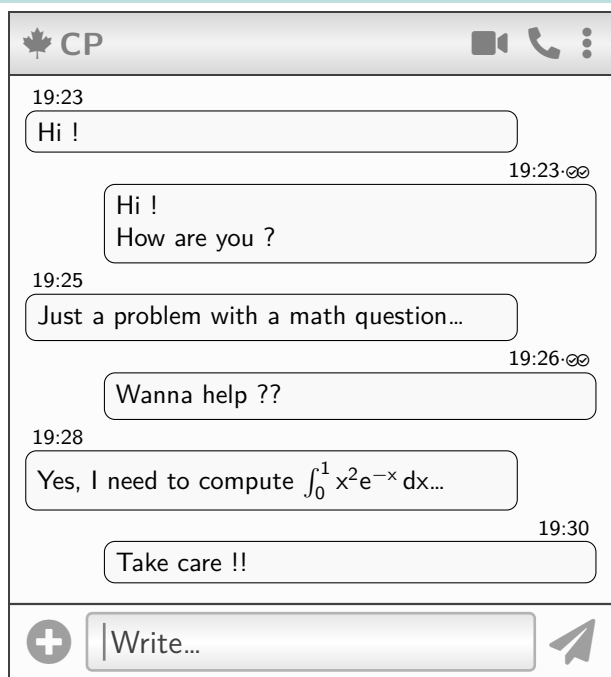 CP
19:23
Hi !
19:23
Hi !
How are you ?
19:25
Just a problem with a math question…
19:26
Wanna help ??
19:28
Yes, I need to compute ∫₀¹ x²e⁻ˣ dx…
19:30
Take care !!
Write…